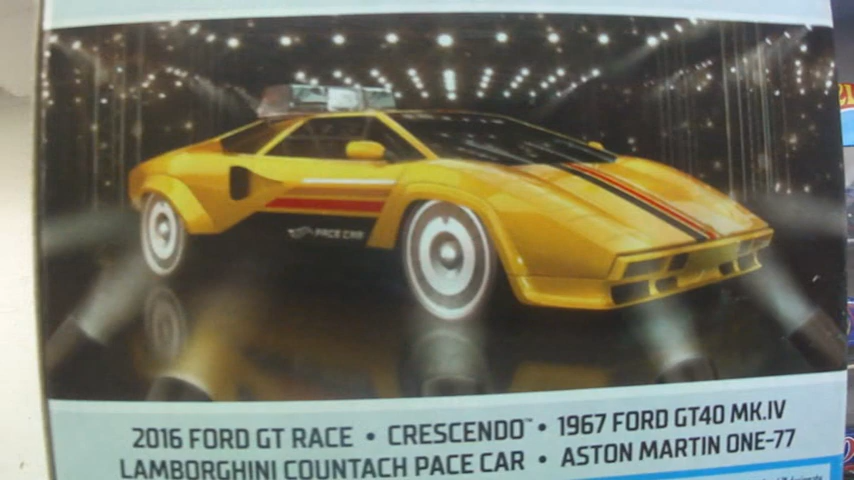 PACE CAR
2016 FORD GT RACE • CRESCENDO™ • 1967 FORD GT40 MK.IV
LAMBORGHINI COUNTACH PACE CAR • ASTON MARTIN ONE-77